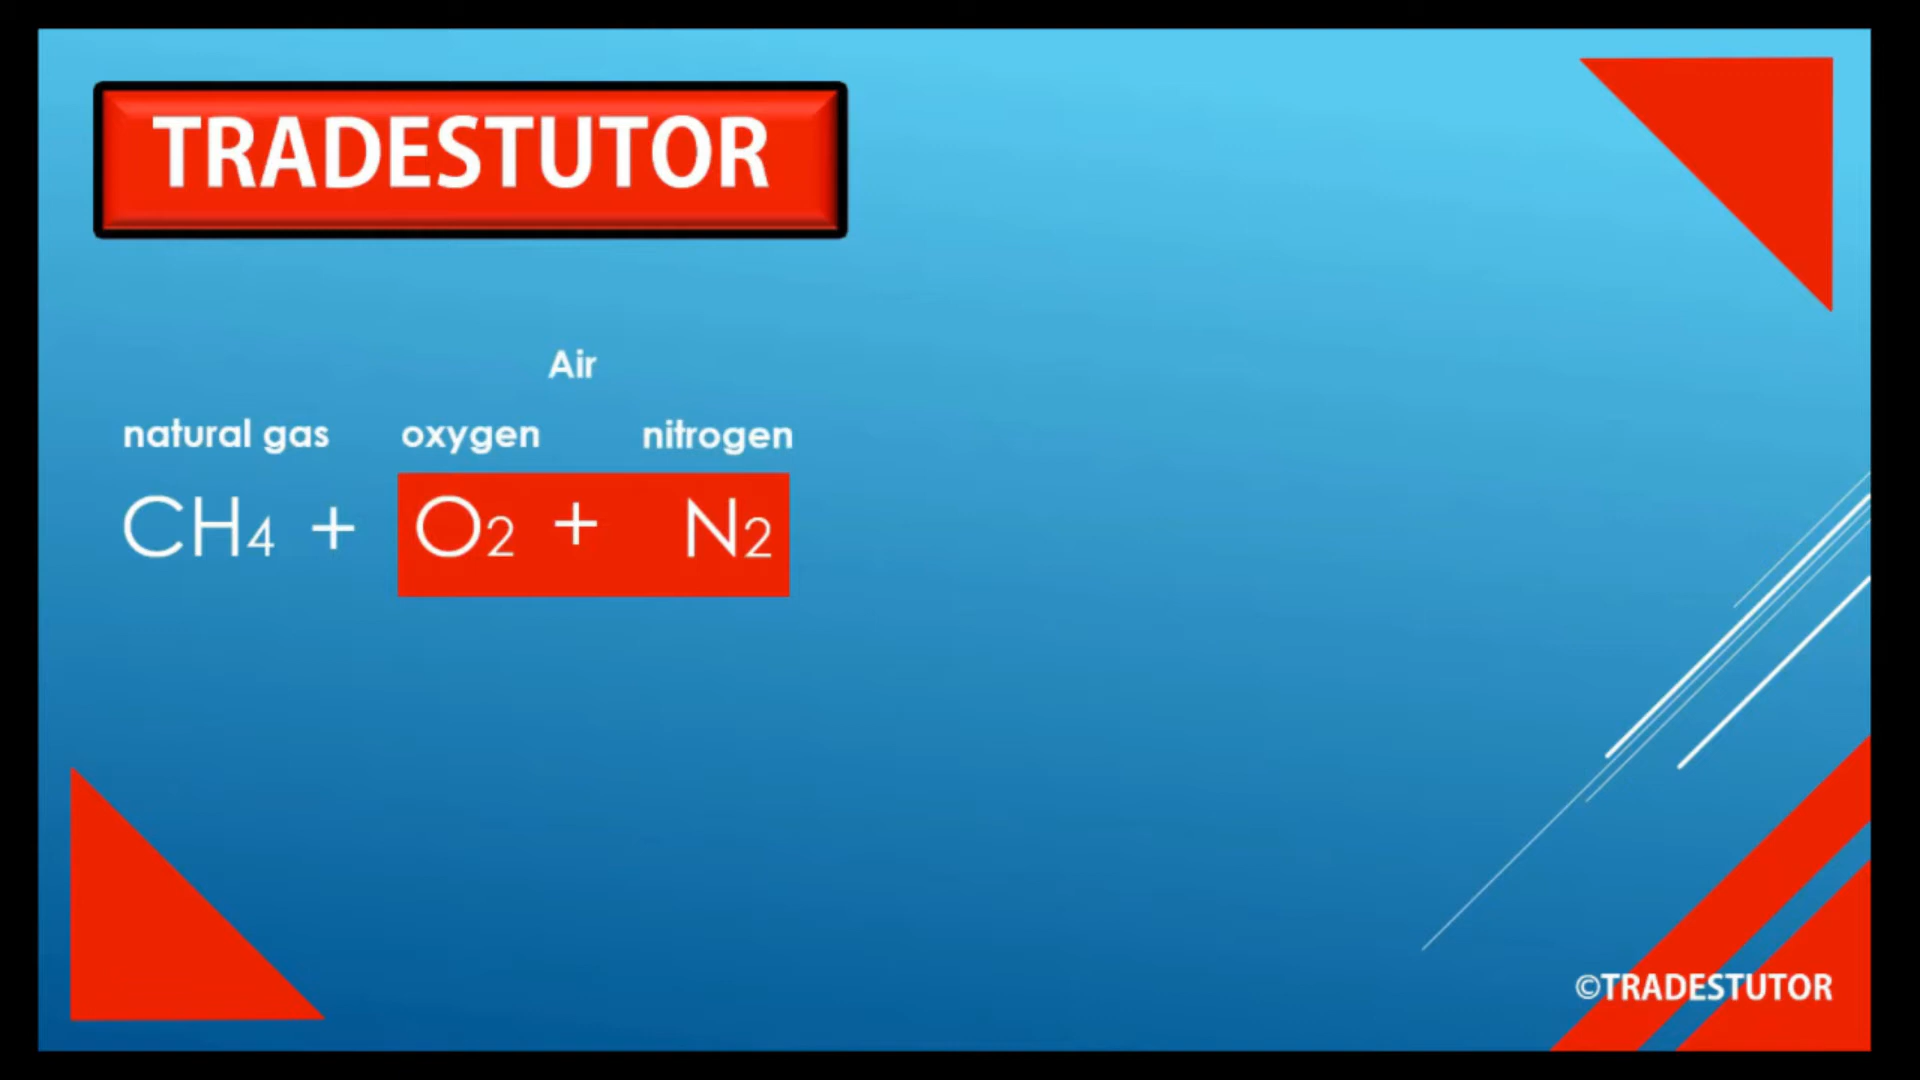 TRADESTUTOR
Air
natural gas oxygen nitrogen
CH4 + O2 + N2
©TRADESTUTOR